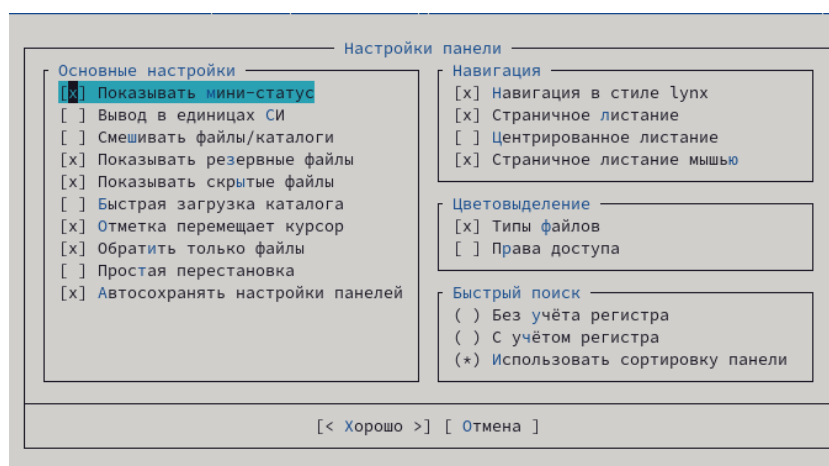 Настройки панели
Основные настройки
[x] Показывать мини-статус
[ ] Вывод в единицах СИ
[ ] Смешивать файлы/каталоги
[x] Показывать резервные файлы
[x] Показывать скрытые файлы
[ ] Быстрая загрузка каталога
[x] Отметка перемещает курсор
[x] Обратить только файлы
[ ] Простая перестановка
[x] Автосохранять настройки панелей
Навигация
[x] Навигация в стиле lynx
[x] Страничное листание
[ ] Центрированное листание
[x] Страничное листание мышью
Цветовыделение
[x] Типы файлов
[ ] Права доступа
Быстрый поиск
( ) Без учёта регистра
( ) С учётом регистра
(*) Использовать сортировку панели
[< Хорошо >] [ Отмена ]